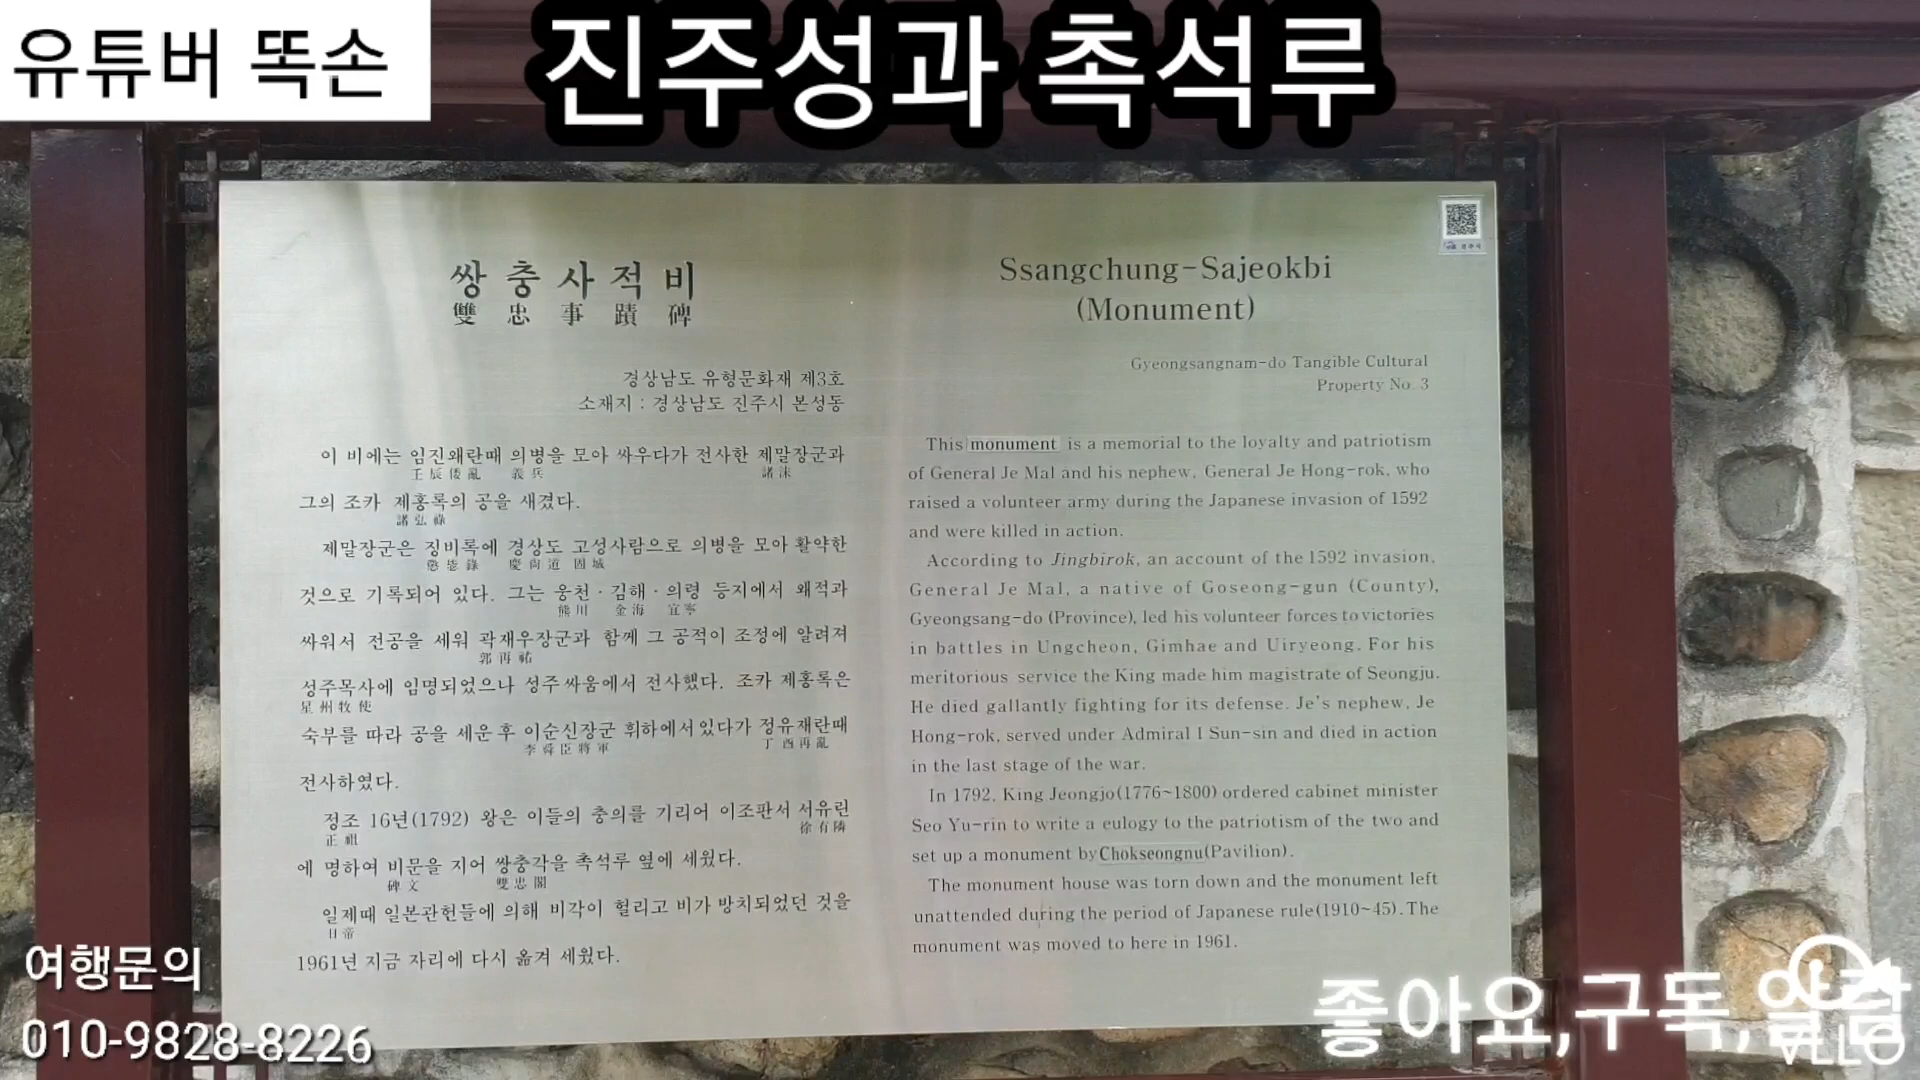 유튜버 똑손
진주성과 촉석루
쌍충사적비
雙忠事蹟碑
경상남도 유형문화재 제3호
소재지 : 경상남도 진주시 본성동
이 비에는 임진왜란때 의병을 모아 싸우다가 전사한 제말장군과
壬辰倭亂 義兵 諸沫
그의 조카 제홍록의 공을 새겼다.
諸弘祿
제말장군은 징비록에 경상도 고성사람으로 의병을 모아 활약한
懲毖錄 慶尙道 固城
것으로 기록되어 있다. 그는 웅천·김해·의령 등지에서 왜적과
熊川 金海 宜寧
싸워서 전공을 세워 곽재우장군과 함께 그 공적이 조정에 알려져
郭再祐
성주목사에 임명되었으나 성주싸움에서 전사했다. 조카 제홍록은
星州牧使
숙부를 따라 공을 세운후 이순신장군 휘하에서있다가 정유재란때
李舜臣將軍 丁酉再亂
전사하였다.
정조 16년(1792) 왕은 이들의 충의를 기리어 이조판서 서유린
正祖 徐有隣
에 명하여 비문을 지어 쌍충각을 촉석루 옆에 세웠다.
碑文 雙忠閣
일제때 일본관헌들에 의해 비각이 헐리고 비가 방치되었던 것을
日帝
1961년 지금 자리에 다시 옮겨 세웠다.
Ssangchung-Sajeokbi
(Monument)
Gyeongsangnam-do Tangible Cultural
Property No. 3
This monument is a memorial to the loyalty and patriotism
of General Je Mal and his nephew, General Je Hong-rok, who
raised a volunteer army during the Japanese invasion of 1592
and were killed in action.
According to Jingbirok, an account of the 1592 invasion,
General Je Mal, a native of Goseong-gun (County),
Gyeongsang-do (Province), led his volunteer forces to victories
in battles in Ungcheon, Gimhae and Uiryeong. For his
meritorious service the King made him magistrate of Seongju.
He died gallantly fighting for its defense. Je's nephew, Je
Hong-rok, served under Admiral I Sun-sin and died in action
in the last stage of the war.
In 1792, King Jeongjo(1776~1800) ordered cabinet minister
Seo Yu-rin to write a eulogy to the patriotism of the two and
set up a monument by Chokseongnu(Pavilion).
The monument house was torn down and the monument left
unattended during the period of Japanese rule(1910~45). The
monument was moved to here in 1961.
여행문의
010-9828-8226
좋아요,구독,알림
VLLO